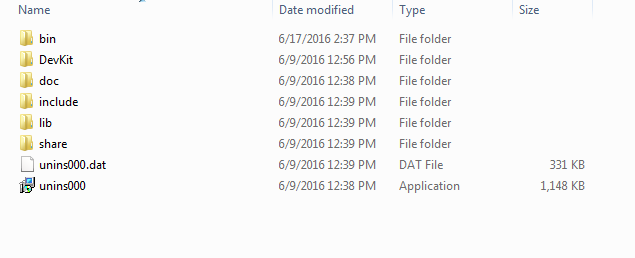 Name Date modified Type Size
bin 6/17/2016 2:37 PM File folder
DevKit 6/9/2016 12:56 PM File folder
doc 6/9/2016 12:38 PM File folder
include 6/9/2016 12:39 PM File folder
lib 6/9/2016 12:39 PM File folder
share 6/9/2016 12:39 PM File folder
unins000.dat 6/9/2016 12:39 PM DAT File 331 KB
unins000 6/9/2016 12:38 PM Application 1,148 KB